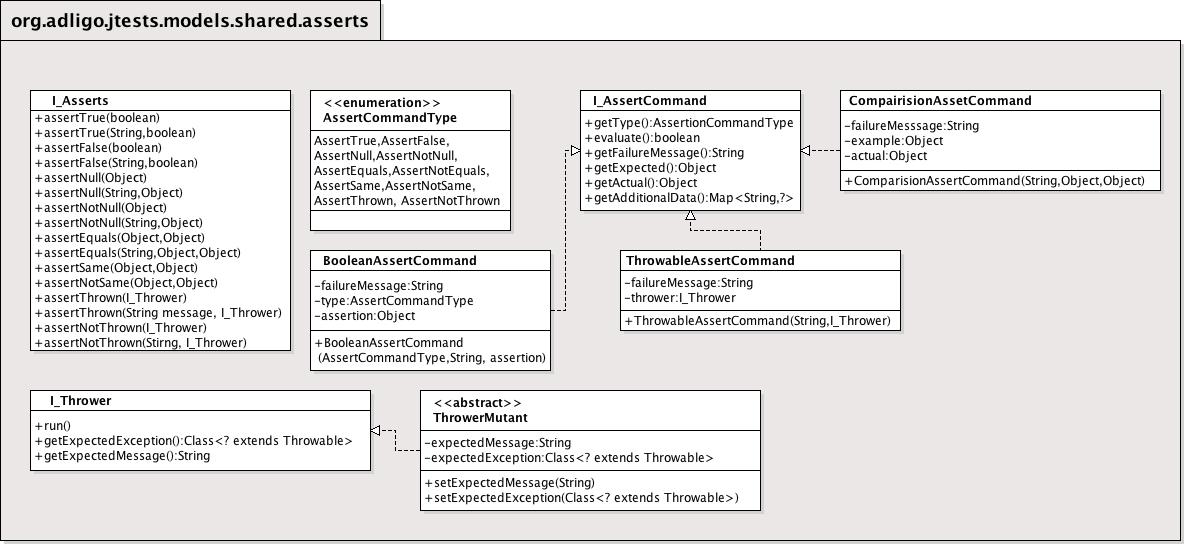 org.adligo.jtests.models.shared.asserts
I_Asserts
+assertTrue(boolean)
+assertTrue(String,boolean)
+assertFalse(boolean)
+assertFalse(String,boolean)
+assertNull(Object)
+assertNull(String,Object)
+assertNotNull(Object)
+assertNotNull(String,Object)
+assertEquals(Object,Object)
+assertEquals(String,Object,Object)
+assertSame(Object,Object)
+assertNotSame(Object,Object)
+assertThrown(I_Thrower)
+assertThrown(String message, I_Thrower)
+assertNotThrown(I_Thrower)
+assertNotThrown(Stirng, I_Thrower)
<<enumeration>>
AssertCommandType
AssertTrue,AssertFalse,
AssertNull,AssertNotNull,
AssertEquals,AssertNotEquals,
AssertSame,AssertNotSame,
AssertThrown, AssertNotThrown
I_AssertCommand
+getType():AssertionCommandType
+evaluate():boolean
+getFailureMessage():String
+getExpected():Object
+getActual():Object
+getAdditionalData():Map<String,?>
CompairisionAssetCommand
-failureMesssage:String
-example:Object
-actual:Object
+ComparisionAssertCommand(String,Object,Object)
BooleanAssertCommand
-failureMessage:String
-type:AssertCommandType
-assertion:Object
+BooleanAssertCommand
(AssertCommandType,String, assertion)
ThrowableAssertCommand
-failureMessage:String
-thrower:I_Thrower
+ThrowableAssertCommand(String,I_Thrower)
I_Thrower
+run()
+getExpectedException():Class<? extends Throwable>
+getExpectedMessage():String
<<abstract>>
ThrowerMutant
-expectedMessage:String
-expectedException:Class<? extends Throwable>
+setExpectedMessage(String)
+setExpectedException(Class<? extends Throwable>)